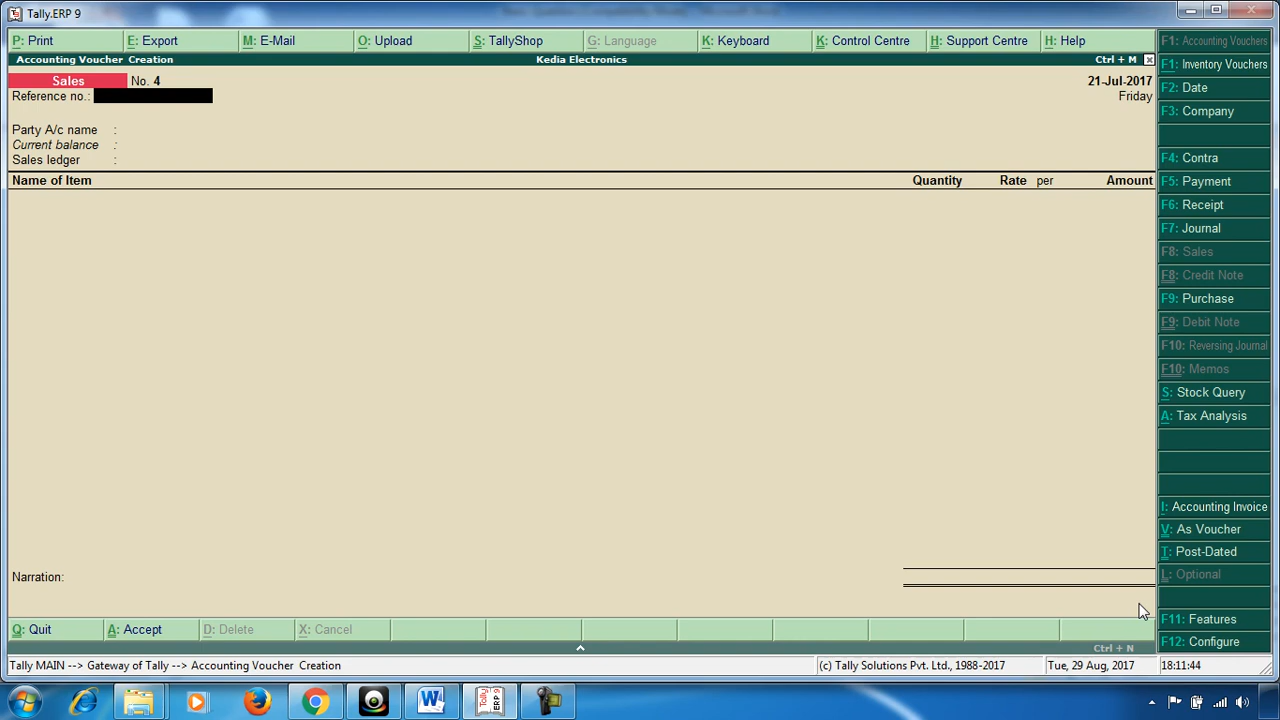 Tally.ERP 9
P: Print
E: Export
M: E-Mail
O: Upload
S: TallyShop
G: Language
K: Keyboard
K: Control Centre
H: Support Centre
H: Help
Accounting Voucher Creation
Kedia Electronics
Ctrl + M
Sales No. 4
21-Jul-2017
Reference no.:
Friday
Party A/c name :
Current balance :
Sales ledger :
Name of Item
Quantity
Rate per
Amount
Narration:
F1: Accounting Vouchers
F1: Inventory Vouchers
F2: Date
F3: Company
F4: Contra
F5: Payment
F6: Receipt
F7: Journal
F8: Sales
F8: Credit Note
F9: Purchase
F9: Debit Note
F10: Reversing Journal
F10: Memos
S: Stock Query
A: Tax Analysis
I: Accounting Invoice
V: As Voucher
T: Post-Dated
L: Optional
F11: Features
F12: Configure
Q: Quit
A: Accept
D: Delete
X: Cancel
Ctrl + N
Tally MAIN --> Gateway of Tally --> Accounting Voucher Creation
(c) Tally Solutions Pvt. Ltd., 1988-2017
Tue, 29 Aug, 2017
18:11:44